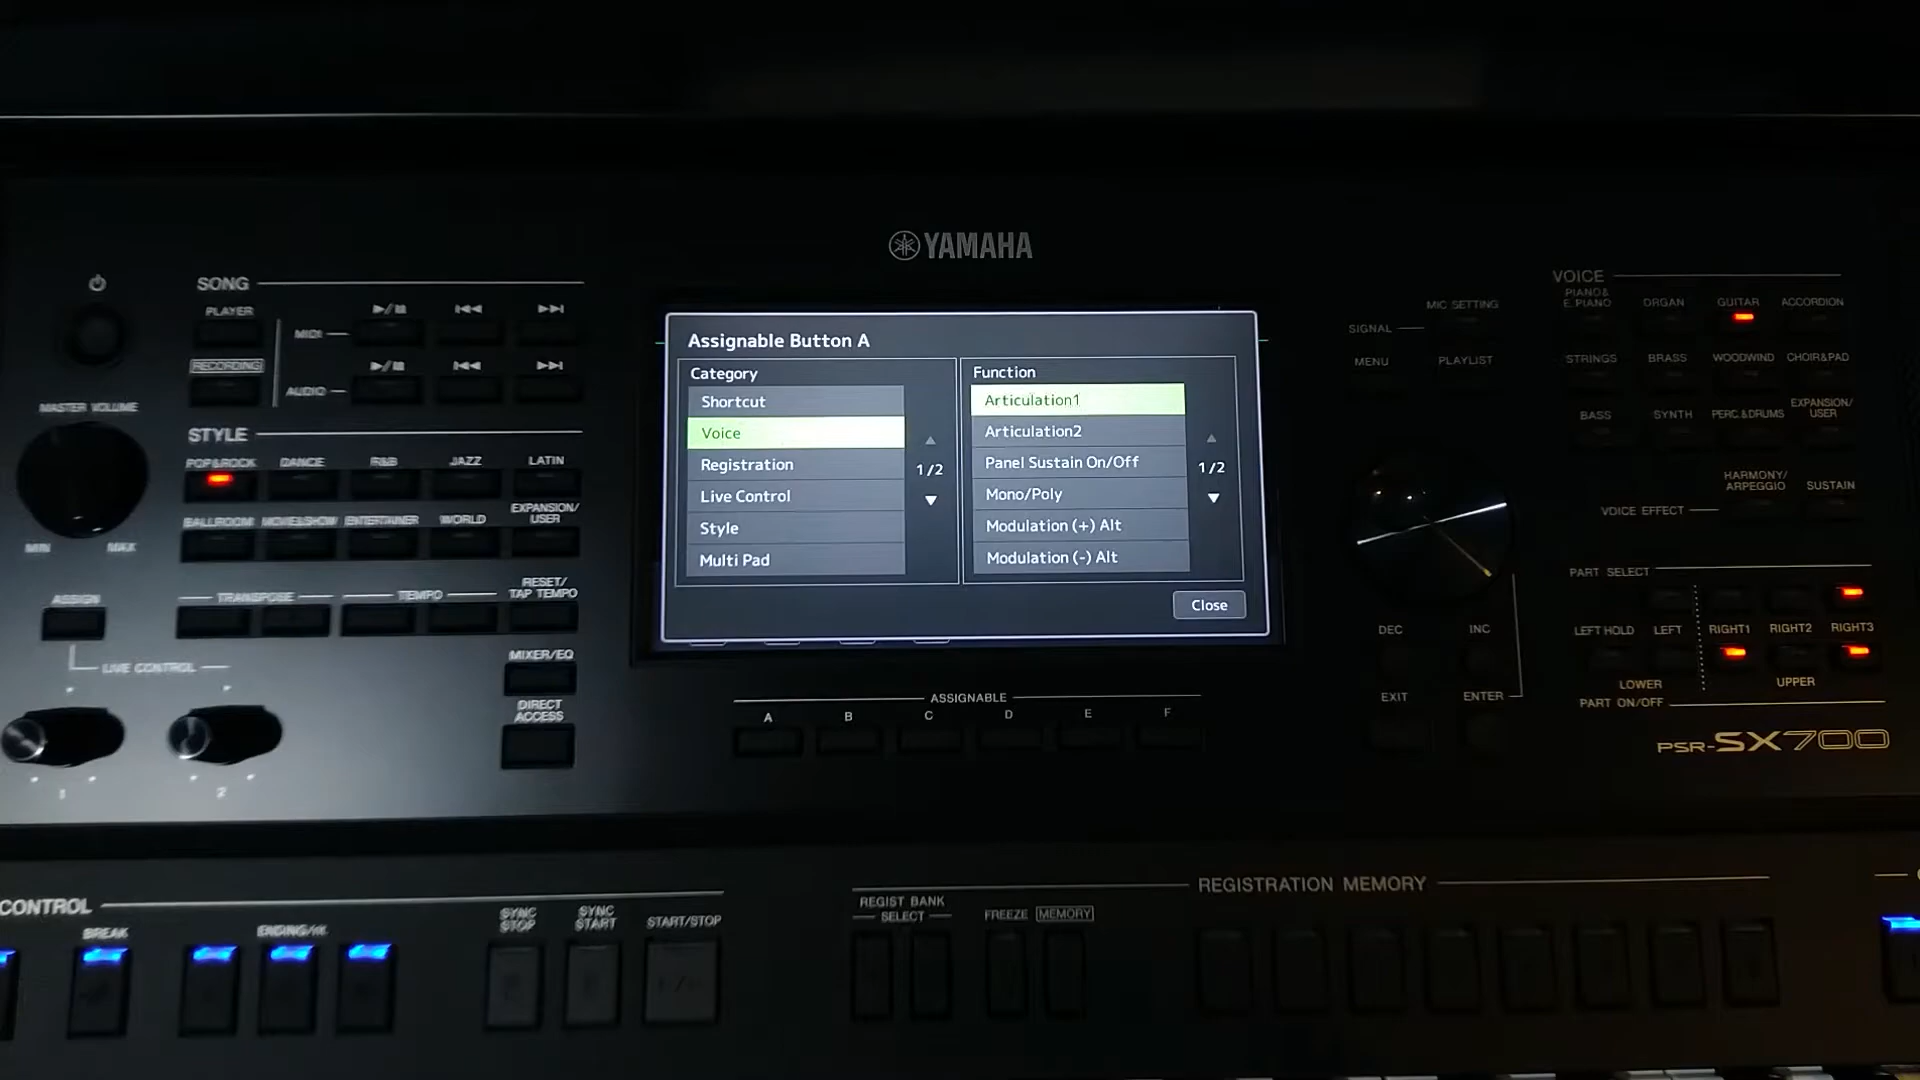 YAMAHA
SONG
PLAYER
MIDI
RECORDING
AUDIO
MASTER VOLUME
MIN
MAX
STYLE
POP&ROCK
DANCE
R&B
JAZZ
LATIN
BALLROOM
MOVIE&SHOW
ENTERTAINER
WORLD
EXPANSION/
USER
ASSIGN
TRANSPOSE
TEMPO
RESET/
TAP TEMPO
LIVE CONTROL
1
2
MIXER/EQ
DIRECT
ACCESS
Assignable Button A
Category
Shortcut
Voice
Registration
Live Control
Style
Multi Pad
1/2
Function
Articulation1
Articulation2
Panel Sustain On/Off
Mono/Poly
Modulation (+) Alt
Modulation (-) Alt
1/2
Close
ASSIGNABLE
A
B
C
D
E
F
MIC SETTING
SIGNAL
MENU
PLAYLIST
DEC
INC
EXIT
ENTER
VOICE
PIANO&
E. PIANO
ORGAN
GUITAR
ACCORDION
STRINGS
BRASS
WOODWIND
CHOIR&PAD
BASS
SYNTH
PERC.&DRUMS
EXPANSION/
USER
HARMONY/
ARPEGGIO
SUSTAIN
VOICE EFFECT
PART SELECT
LEFT HOLD
LEFT
RIGHT1
RIGHT2
RIGHT3
LOWER
UPPER
PART ON/OFF
PSR-SX700
CONTROL
BREAK
ENDING/rit.
SYNC
STOP
SYNC
START
START/STOP
REGIST BANK
SELECT
FREEZE
MEMORY
REGISTRATION MEMORY